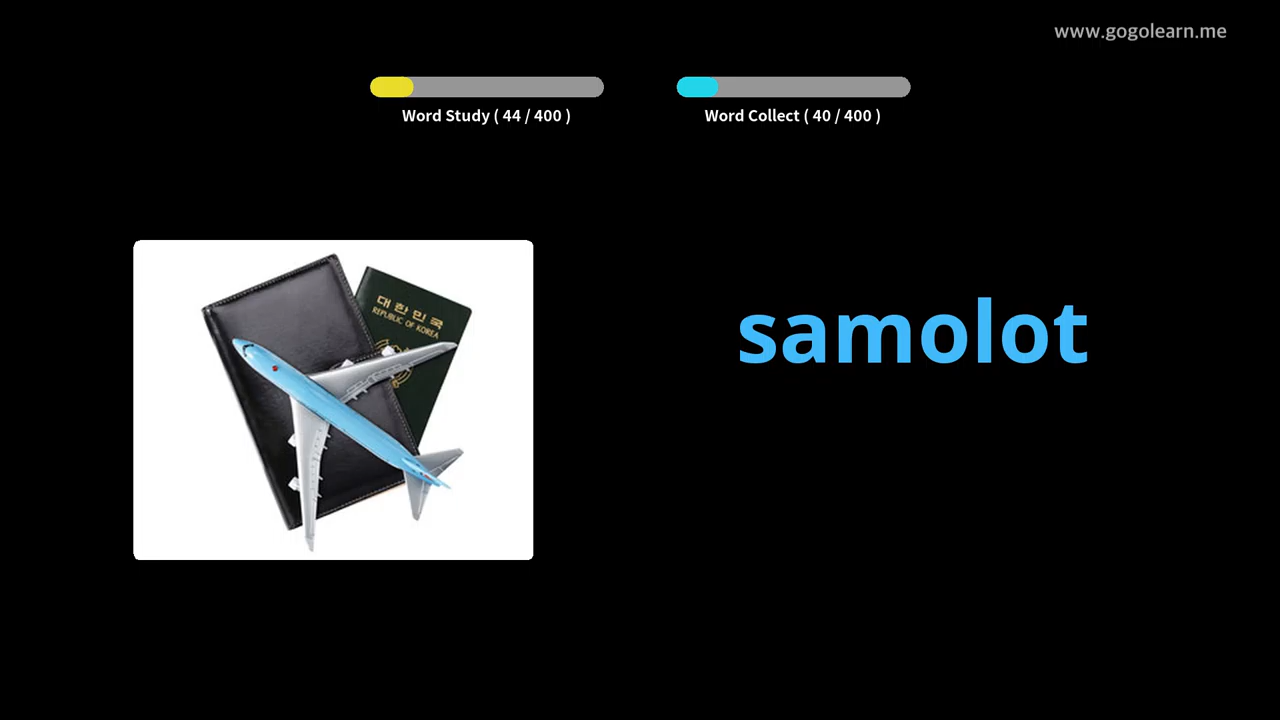 www.gogolearn.me
Word Study ( 44 / 400 )
Word Collect ( 40 / 400 )
대한민국
REPUBLIC OF KOREA
samolot